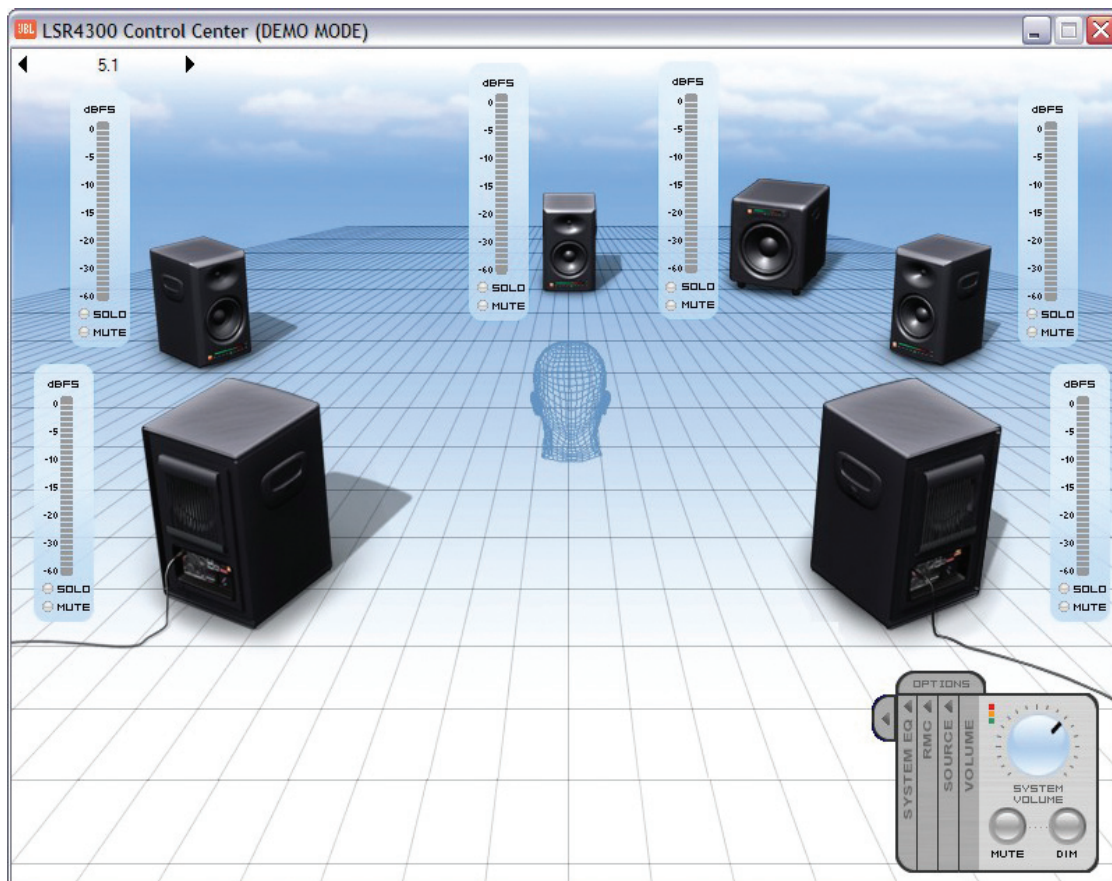 JBL LSR4300 Control Center (DEMO MODE)
5.1
dBFS
0
-5
-10
-15
-20
-30
-60
SOLO
MUTE
dBFS
0
-5
-10
-15
-20
-30
-60
SOLO
MUTE
dBFS
0
-5
-10
-15
-20
-30
-60
SOLO
MUTE
dBFS
0
-5
-10
-15
-20
-30
-60
SOLO
MUTE
dBFS
0
-5
-10
-15
-20
-30
-60
SOLO
MUTE
dBFS
0
-5
-10
-15
-20
-30
-60
SOLO
MUTE
OPTIONS
SYSTEM EQ
RMC
SOURCE
VOLUME
SYSTEM
VOLUME
MUTE
DIM